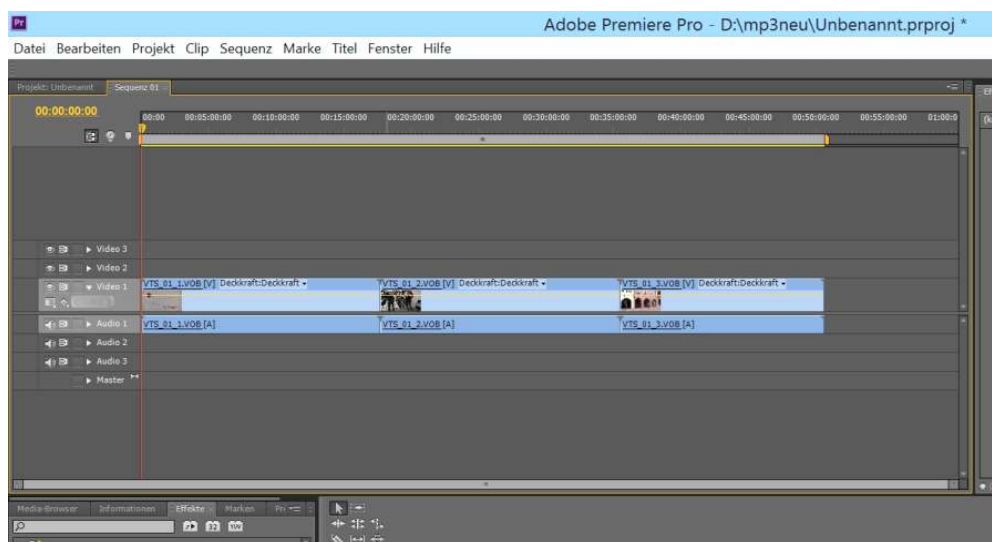 Pr Adobe Premiere Pro - D:\mp3neu\Unbenannt.prproj *
Datei Bearbeiten Projekt Clip Sequenz Marke Titel Fenster Hilfe
Projekt: Unbenannt Sequenz 01
00:00:00:00
00:00 00:05:00:00 00:10:00:00 00:15:00:00 00:20:00:00 00:25:00:00 00:30:00:00 00:35:00:00 00:40:00:00 00:45:00:00 00:50:00:00 00:55:00:00 01:00:0
Video 3
Video 2
Video 1 VTS_01_1.VOB [V] Deckkraft:Deckkraft VTS_01_2.VOB [V] Deckkraft:Deckkraft VTS_01_3.VOB [V] Deckkraft:Deckkraft
Audio 1 VTS_01_1.VOB [A] VTS_01_2.VOB [A] VTS_01_3.VOB [A]
Audio 2
Audio 3
Master
Media-Browser Informationen Effekte Marken
32 YUV